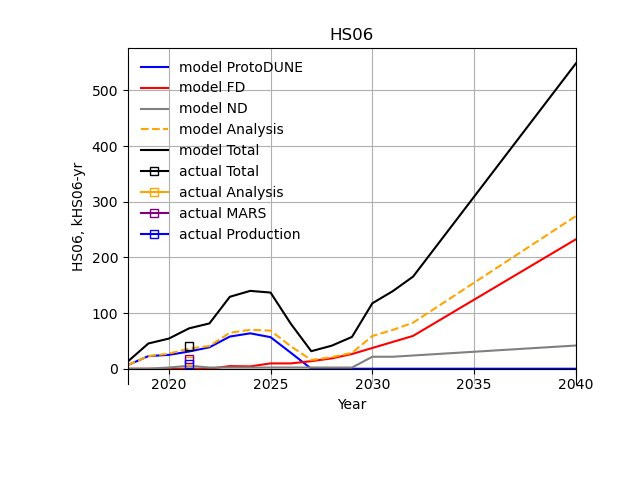 HS06
model ProtoDUNE
model FD
model ND
model Analysis
model Total
actual Total
actual Analysis
actual MARS
actual Production
500
400
300
200
100
0
HS06, kHS06-yr
2020 2025 2030 2035 2040
Year